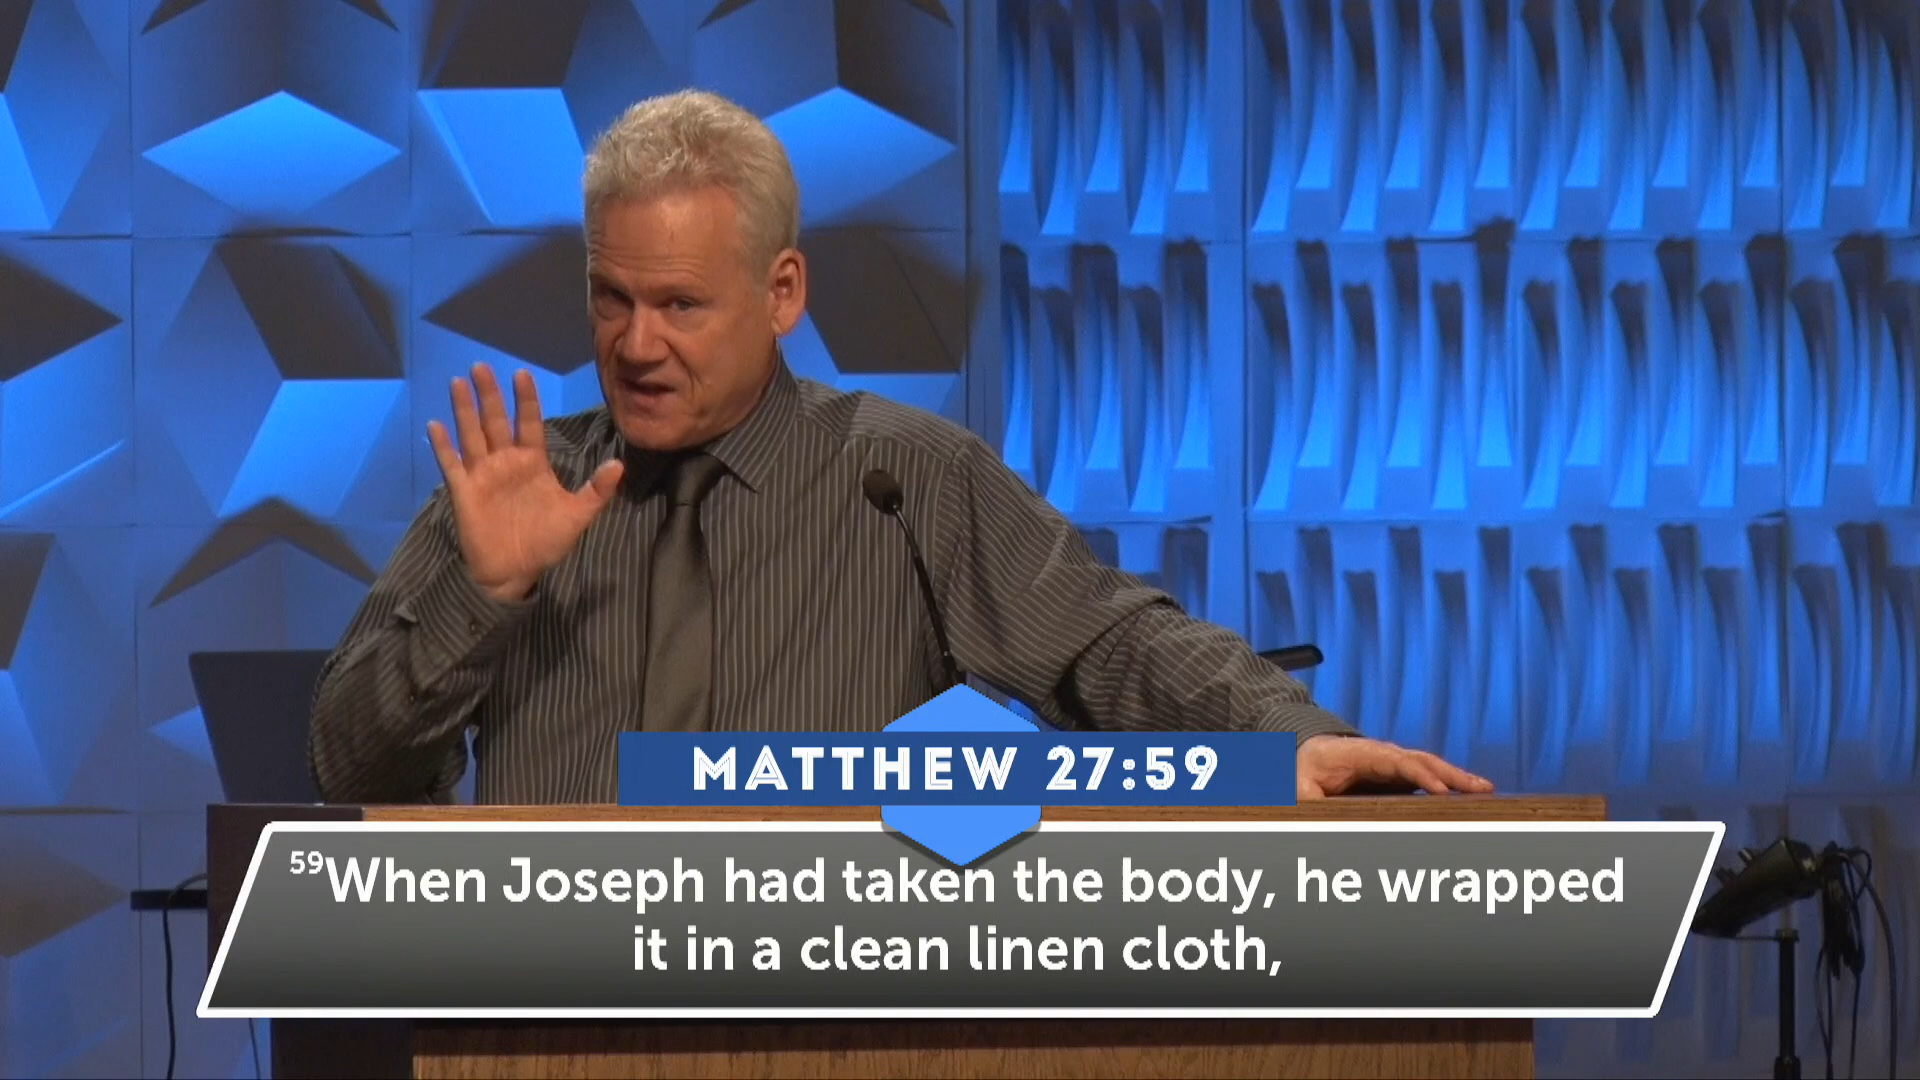 MATTHEW 27:59
59When Joseph had taken the body, he wrapped
it in a clean linen cloth,